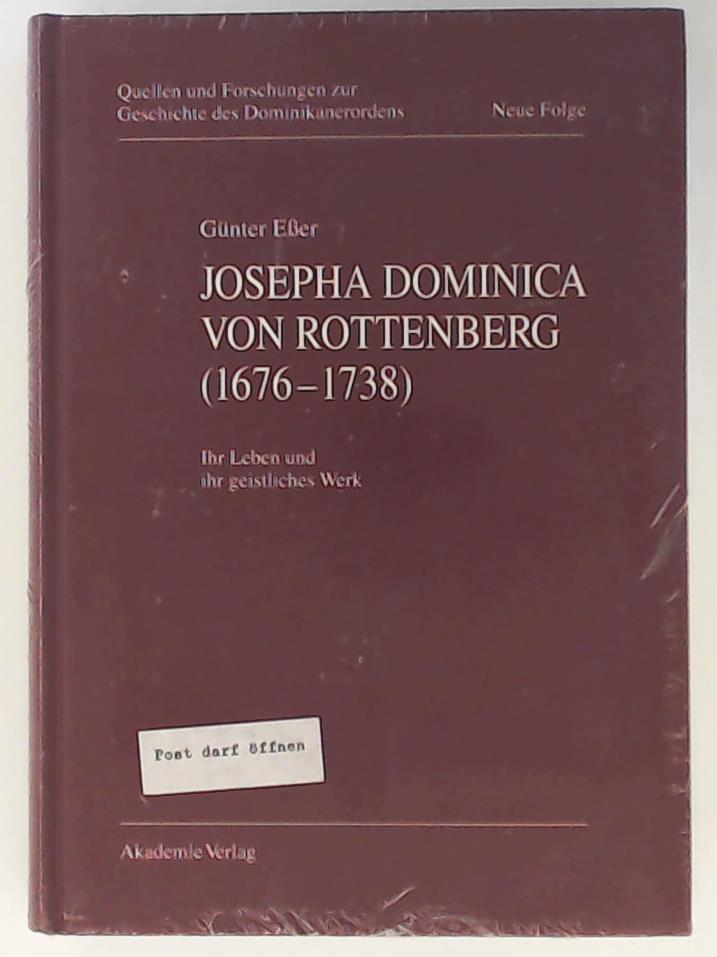 Quellen und Forschungen zur
Geschichte des Dominikanerordens Neue Folge
Günter Eßer
JOSEPHA DOMINICA
VON ROTTENBERG
(1676–1738)
Ihr Leben und
ihr geistliches Werk
Post darf öffnen
Akademie Verlag